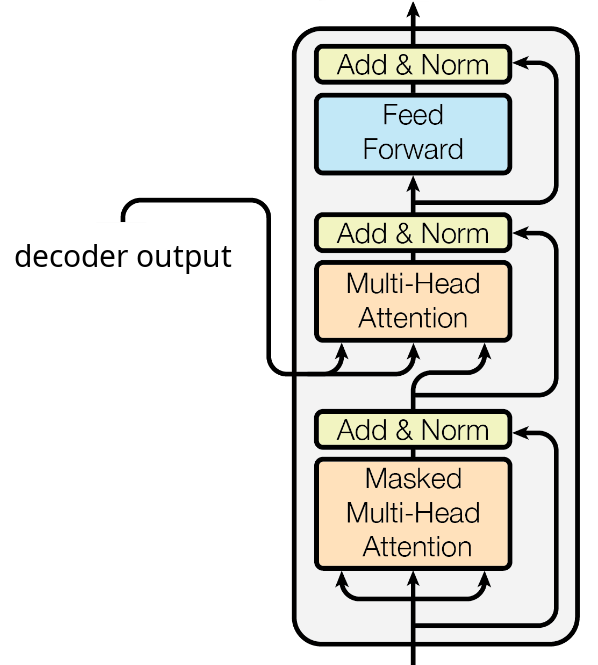 Add & Norm
Feed
Forward
Add & Norm
decoder output
Multi-Head
Attention
Add & Norm
Masked
Multi-Head
Attention